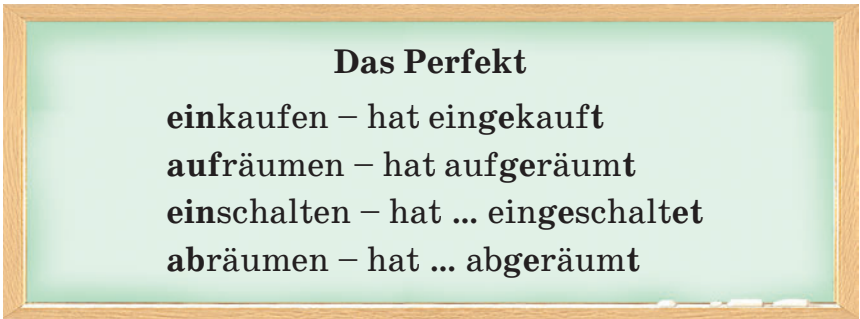 Das Perfekt
einkaufen – hat eingekauft
aufräumen – hat aufgeräumt
einschalten – hat ... eingeschaltet
abräumen – hat ... abgeräumt